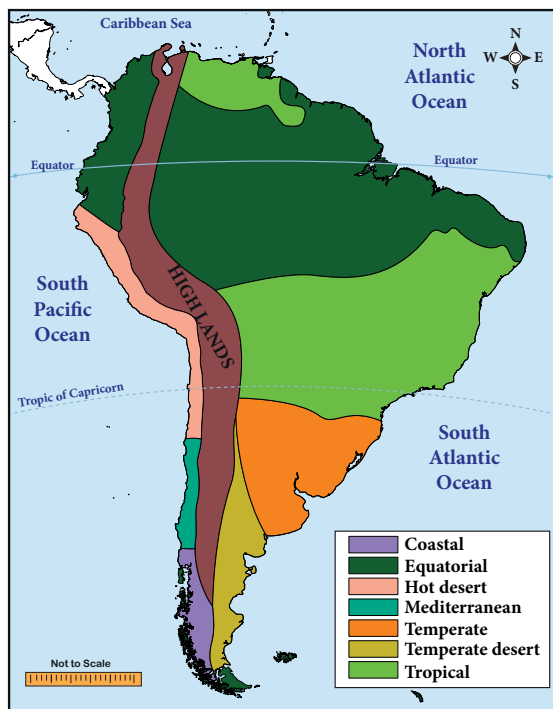 Caribbean Sea
North
Atlantic
Ocean
N
W E
S
Equator
Equator
South
Pacific
Ocean
HIGH LANDS
Tropic of Capricorn
South
Atlantic
Ocean
Coastal
Equatorial
Hot desert
Mediterranean
Temperate
Temperate desert
Tropical
Not to Scale